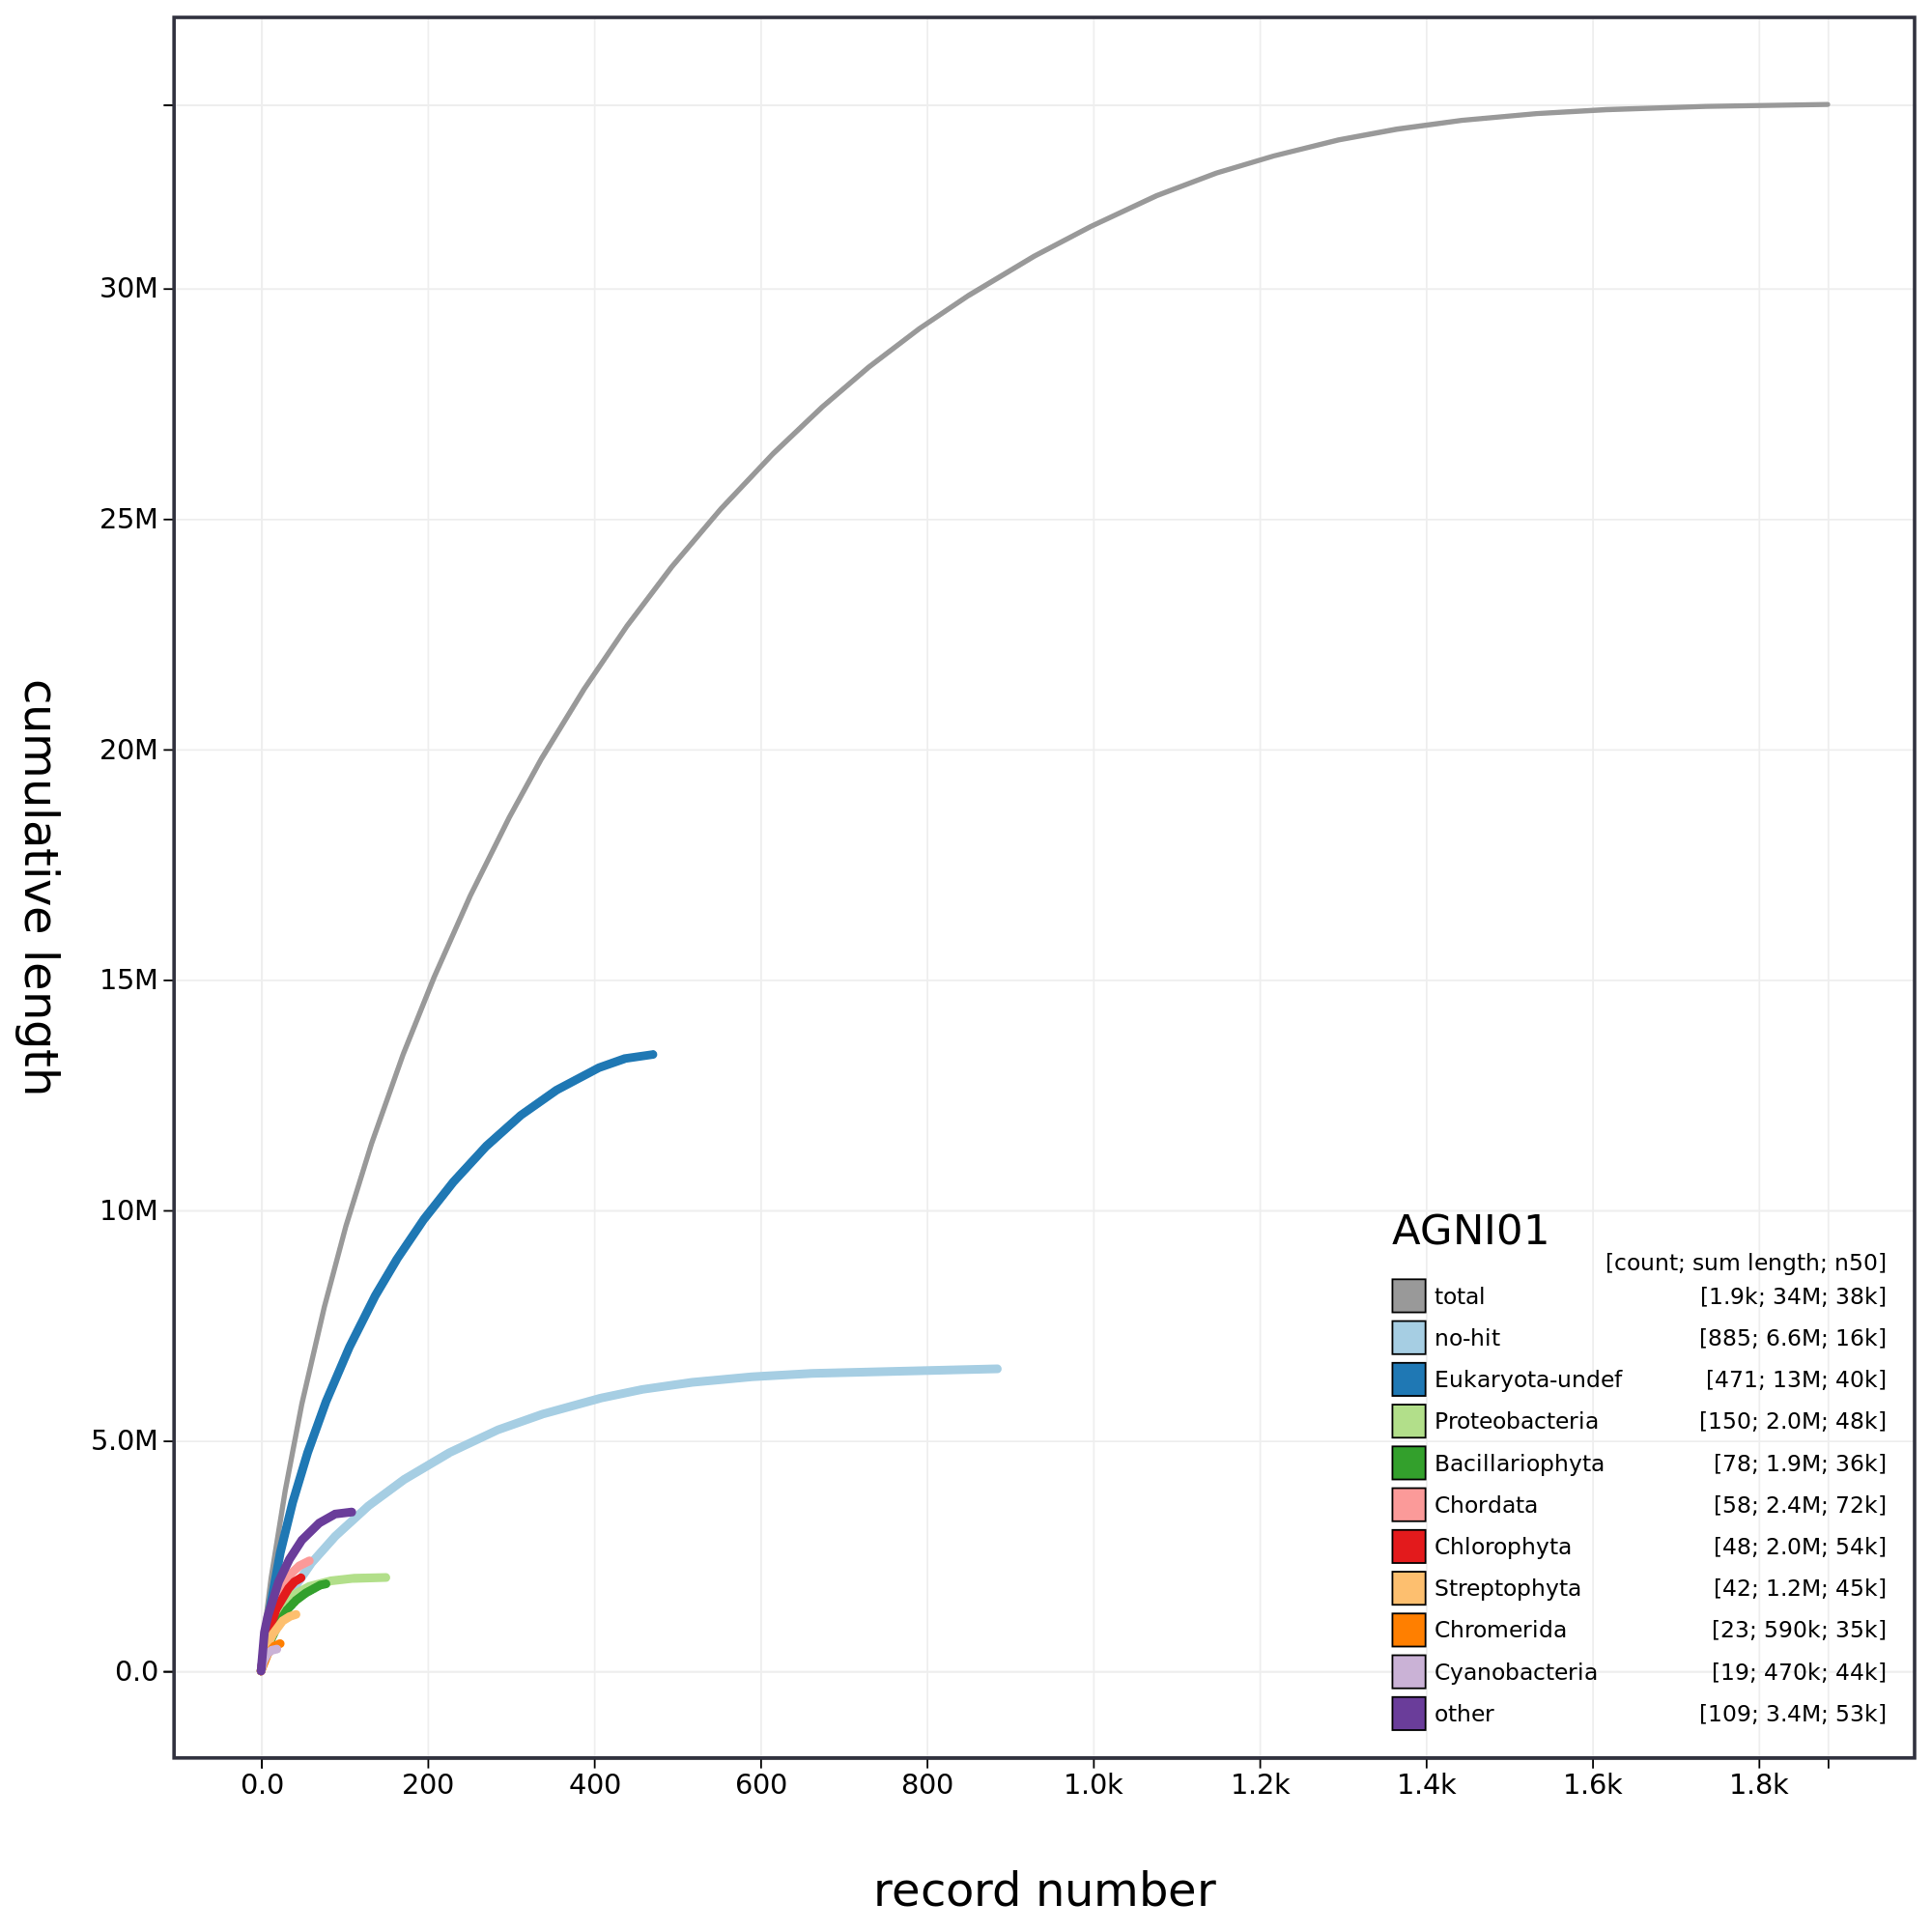 cumulative length
30M
25M
20M
15M
10M
5.0M
0.0
0.0 200 400 600 800 1.0k 1.2k 1.4k 1.6k 1.8k
record number
AGNI01
[count; sum length; n50]
total [1.9k; 34M; 38k]
no-hit [885; 6.6M; 16k]
Eukaryota-undef [471; 13M; 40k]
Proteobacteria [150; 2.0M; 48k]
Bacillariophyta [78; 1.9M; 36k]
Chordata [58; 2.4M; 72k]
Chlorophyta [48; 2.0M; 54k]
Streptophyta [42; 1.2M; 45k]
Chromerida [23; 590k; 35k]
Cyanobacteria [19; 470k; 44k]
other [109; 3.4M; 53k]